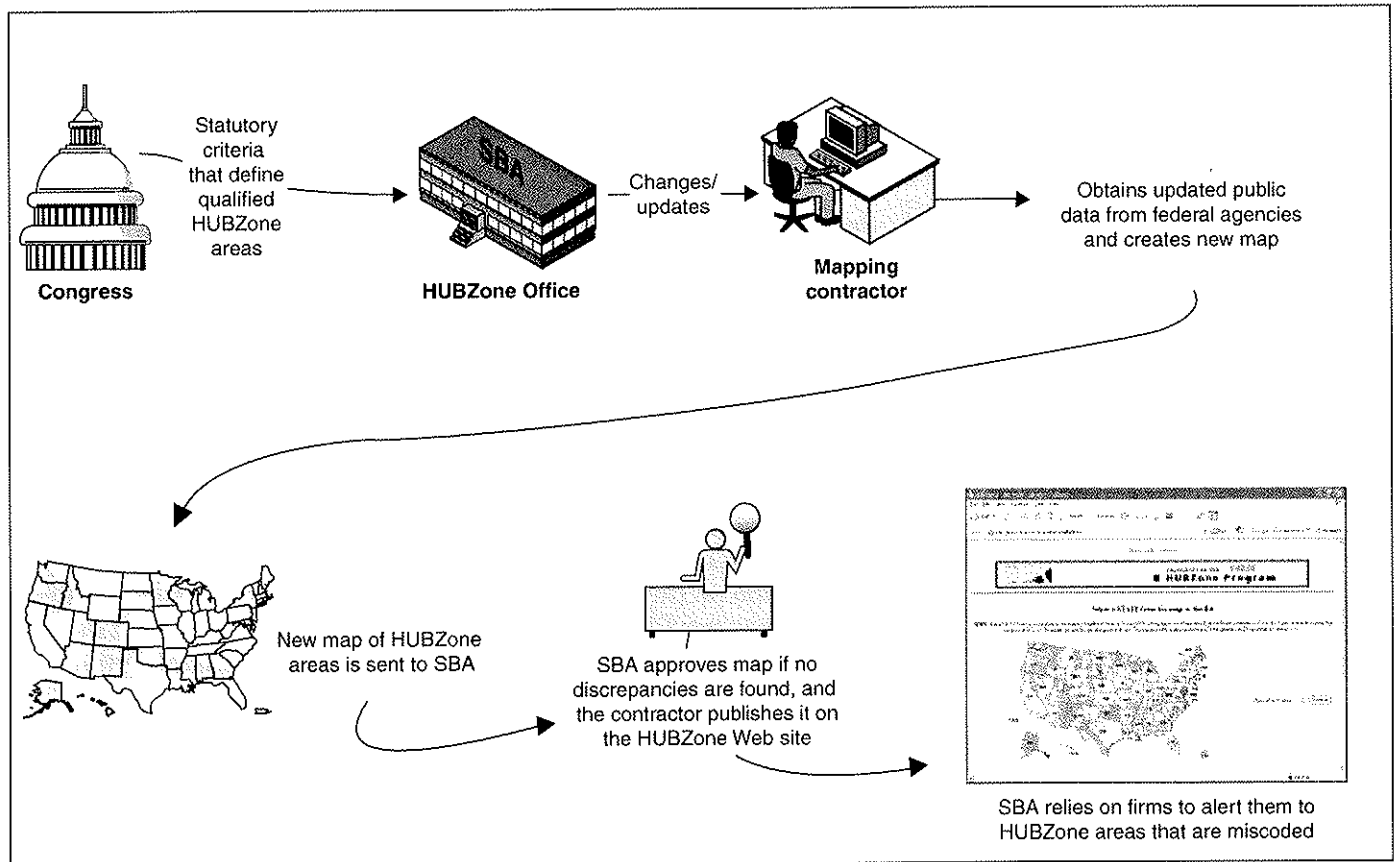 Statutory
criteria
that define
qualified
HUBZone
areas
Congress
SBA
HUBZone Office
Changes/
updates
Mapping
contractor
Obtains updated public
data from federal agencies
and creates new map
New map of HUBZone
areas is sent to SBA
SBA approves map if no
discrepancies are found, and
the contractor publishes it on
the HUBZone Web site
HUBZone Program
SBA relies on firms to alert them to
HUBZone areas that are miscoded